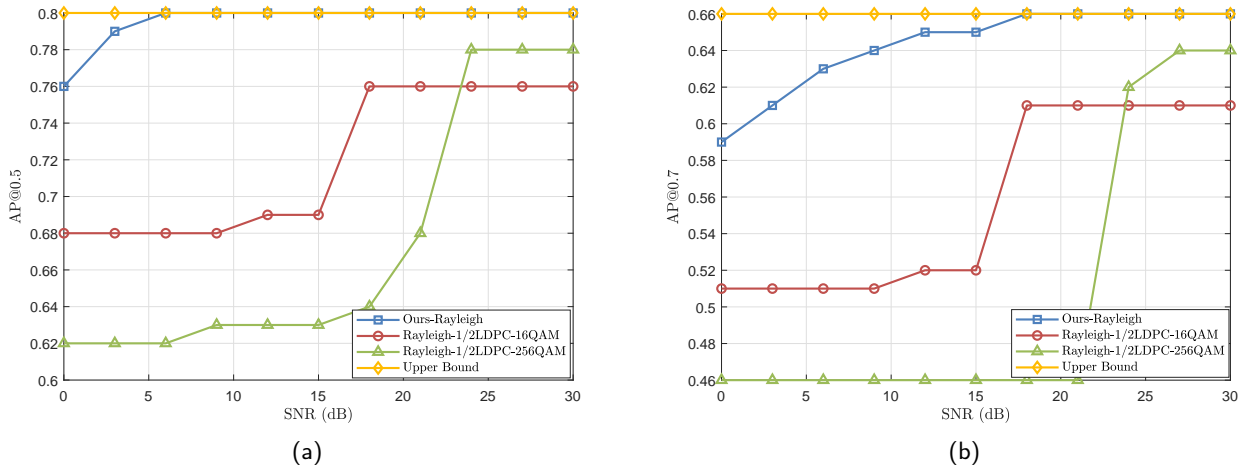 0.8
0.78
0.76
0.74
0.72
0.7
0.68
0.66
0.64
0.62
0.6
AP@0.5
0 5 10 15 20 25 30
SNR (dB)
Ours-Rayleigh
Rayleigh-1/2LDPC-16QAM
Rayleigh-1/2LDPC-256QAM
Upper Bound
(a)
0.66
0.64
0.62
0.6
0.58
0.56
0.54
0.52
0.5
0.48
0.46
AP@0.7
0 5 10 15 20 25 30
SNR (dB)
Ours-Rayleigh
Rayleigh-1/2LDPC-16QAM
Rayleigh-1/2LDPC-256QAM
Upper Bound
(b)